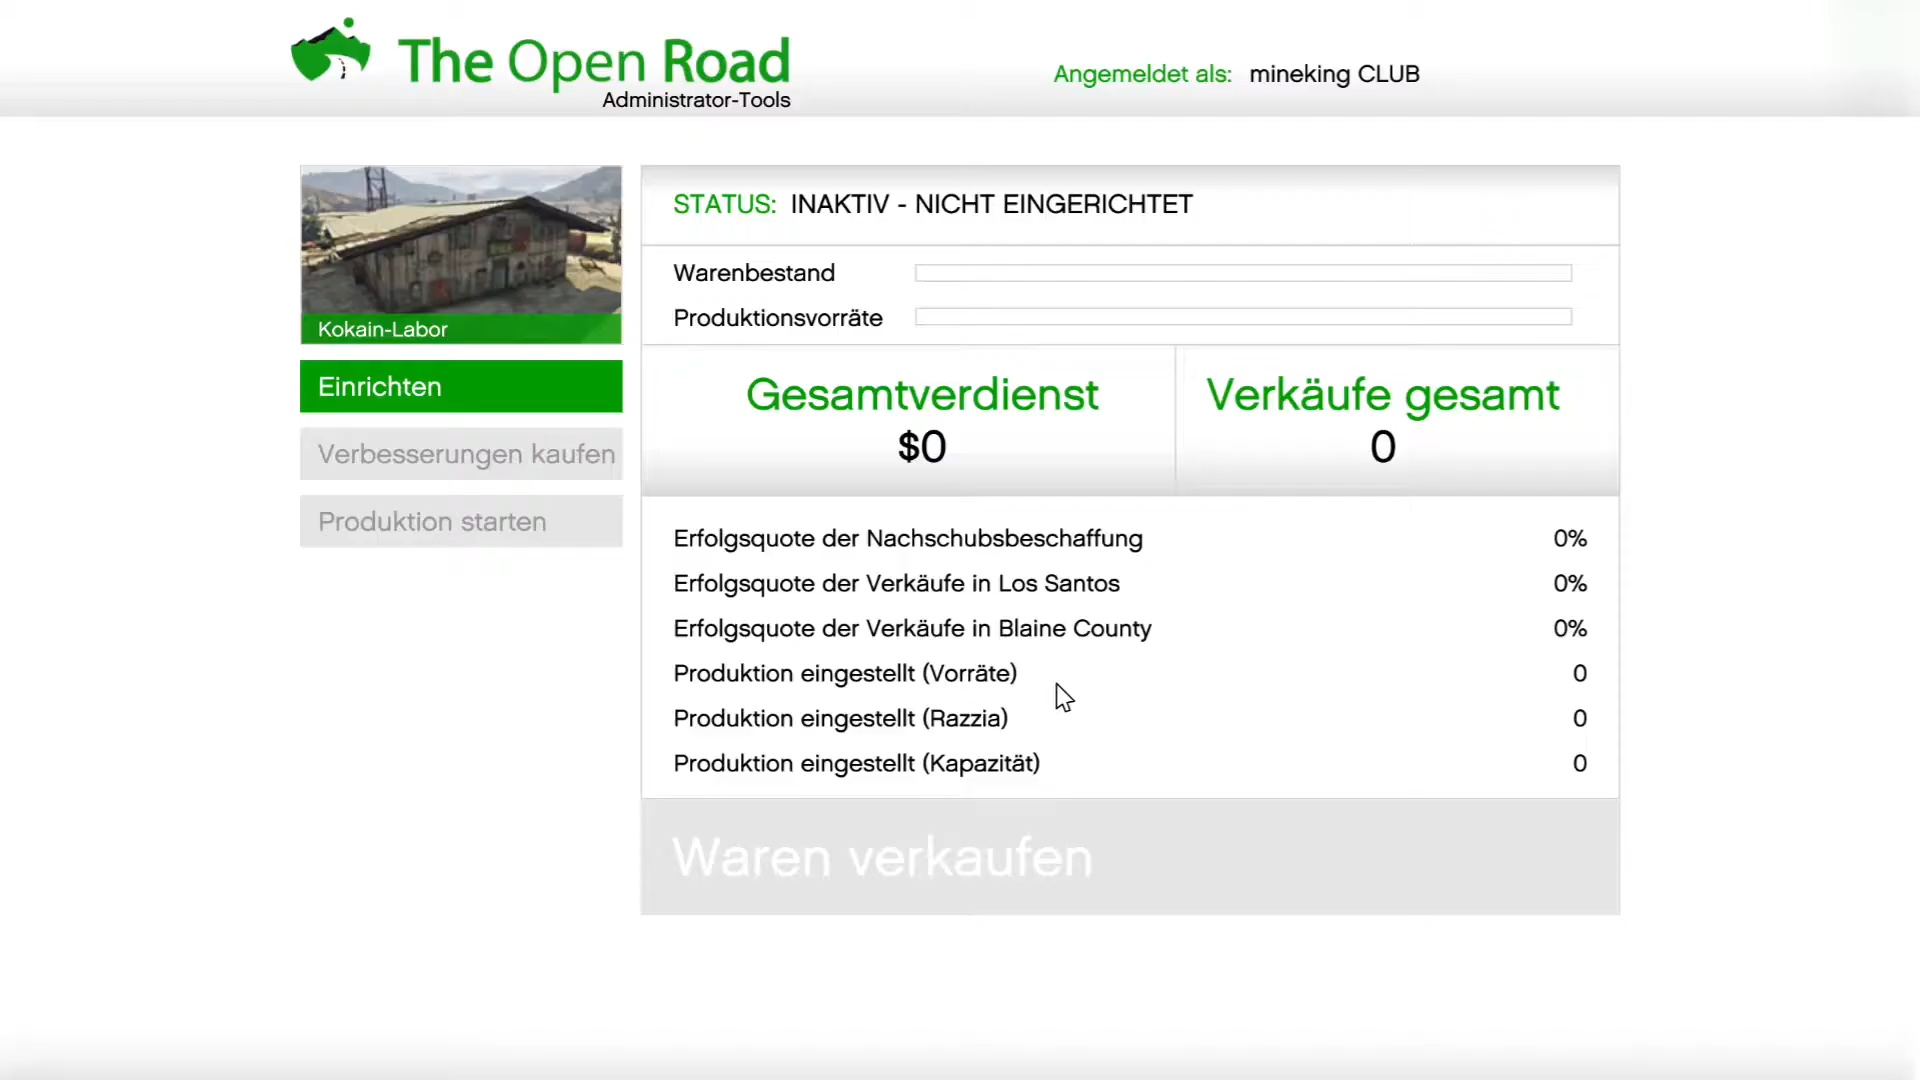 The Open Road
Administrator-Tools
Angemeldet als: mineking CLUB
Kokain-Labor
Einrichten
Verbesserungen kaufen
Produktion starten
STATUS: INAKTIV - NICHT EINGERICHTET
Warenbestand
Produktionsvorräte
Gesamtverdienst
$0
Verkäufe gesamt
0
Erfolgsquote der Nachschubsbeschaffung 0%
Erfolgsquote der Verkäufe in Los Santos 0%
Erfolgsquote der Verkäufe in Blaine County 0%
Produktion eingestellt (Vorräte) 0
Produktion eingestellt (Razzia) 0
Produktion eingestellt (Kapazität) 0
Waren verkaufen